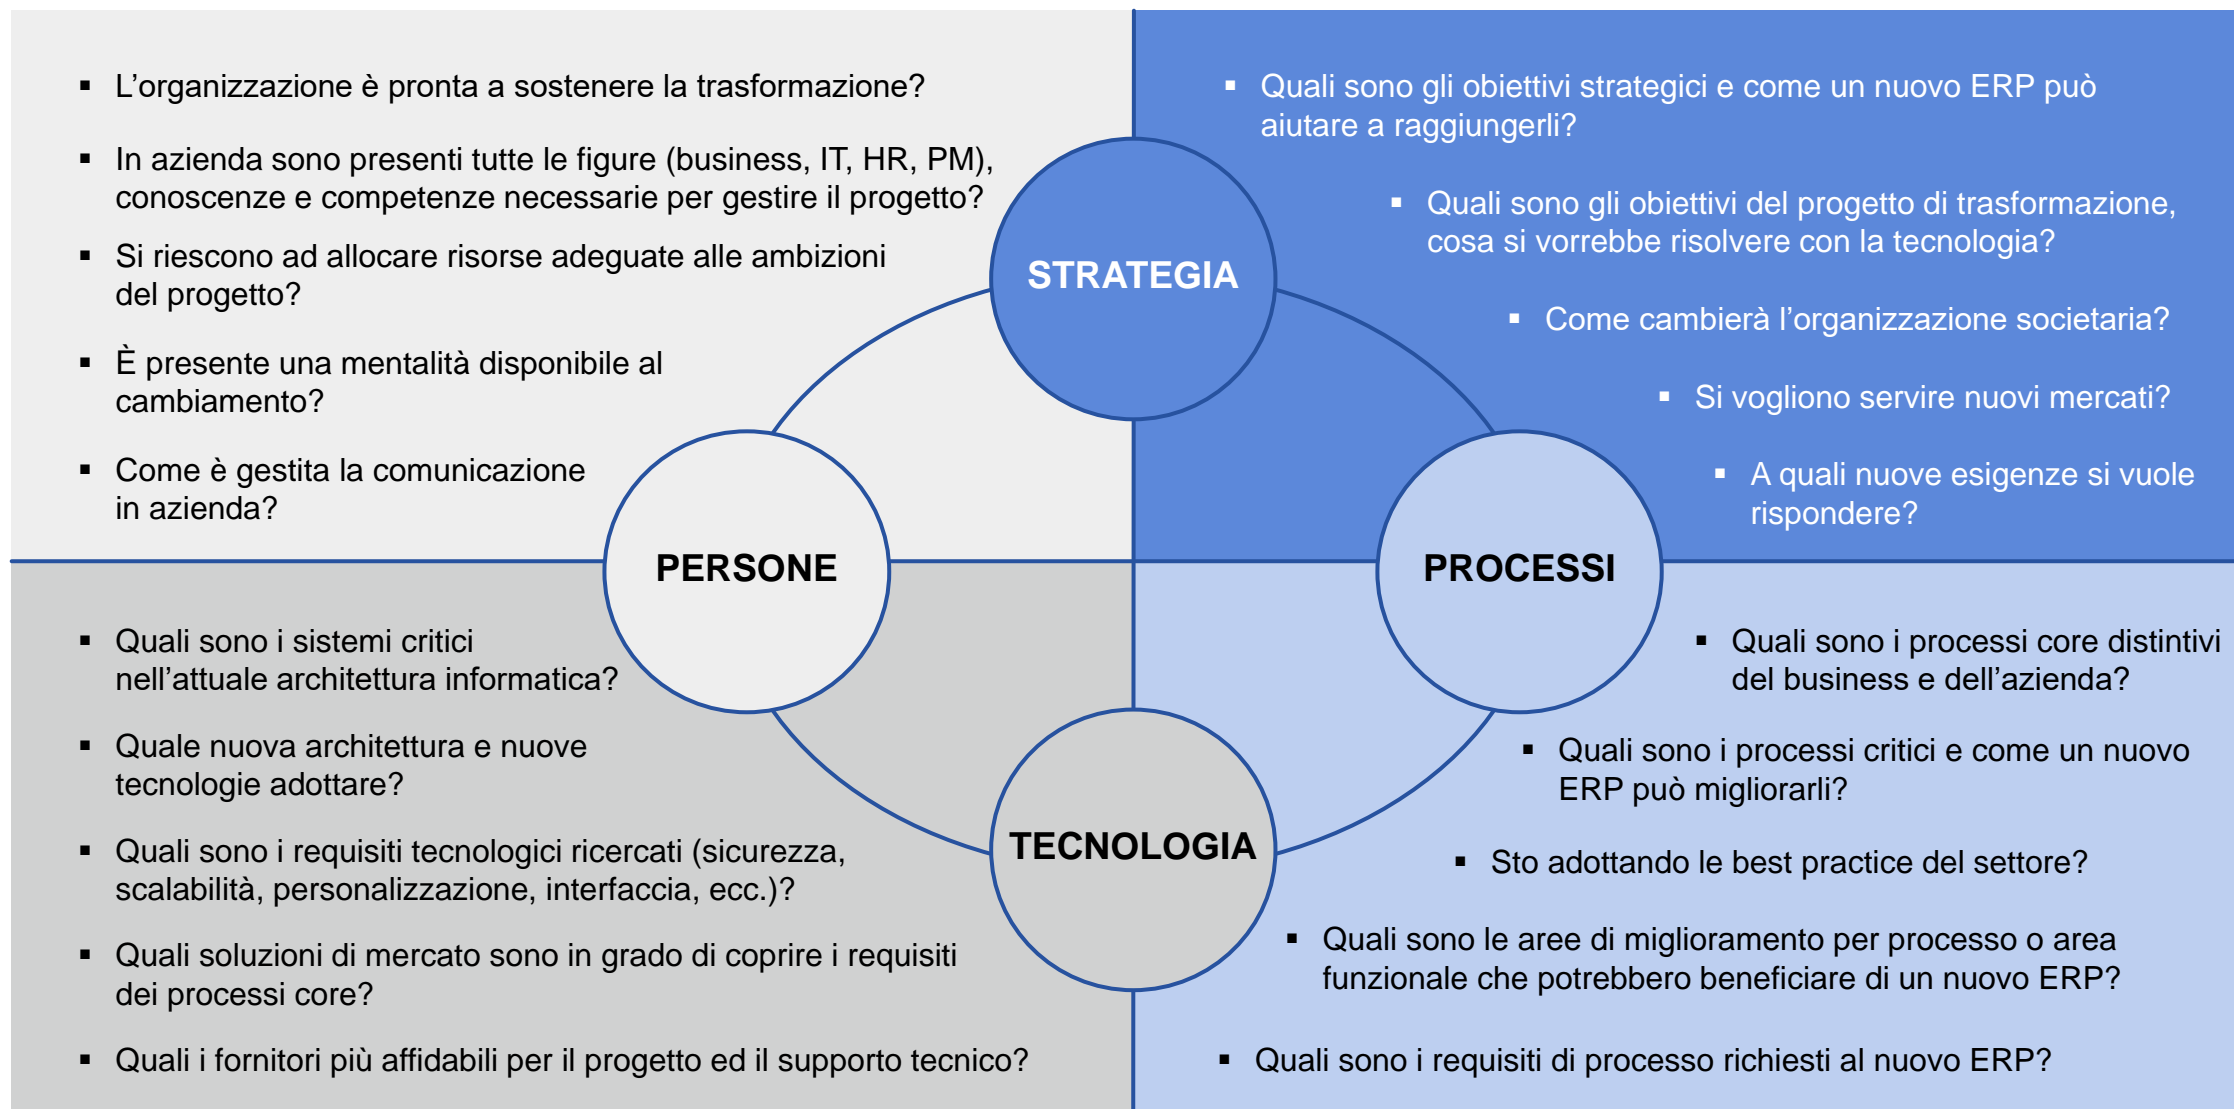 ▪ L’organizzazione è pronta a sostenere la trasformazione?
▪ In azienda sono presenti tutte le figure (business, IT, HR, PM),
conoscenze e competenze necessarie per gestire il progetto?
▪ Si riescono ad allocare risorse adeguate alle ambizioni
del progetto?
▪ È presente una mentalità disponibile al
cambiamento?
▪ Come è gestita la comunicazione
in azienda?
PERSONE
STRATEGIA
▪ Quali sono gli obiettivi strategici e come un nuovo ERP può
aiutare a raggiungerli?
▪ Quali sono gli obiettivi del progetto di trasformazione,
cosa si vorrebbe risolvere con la tecnologia?
▪ Come cambierà l’organizzazione societaria?
▪ Si vogliono servire nuovi mercati?
▪ A quali nuove esigenze si vuole
rispondere?
▪ Quali sono i sistemi critici
nell’attuale architettura informatica?
▪ Quale nuova architettura e nuove
tecnologie adottare?
▪ Quali sono i requisiti tecnologici ricercati (sicurezza,
scalabilità, personalizzazione, interfaccia, ecc.)?
▪ Quali soluzioni di mercato sono in grado di coprire i requisiti
dei processi core?
▪ Quali i fornitori più affidabili per il progetto ed il supporto tecnico?
TECNOLOGIA
PROCESSI
▪ Quali sono i processi core distintivi
del business e dell’azienda?
▪ Quali sono i processi critici e come un nuovo
ERP può migliorarli?
▪ Sto adottando le best practice del settore?
▪ Quali sono le aree di miglioramento per processo o area
funzionale che potrebbero beneficiare di un nuovo ERP?
▪ Quali sono i requisiti di processo richiesti al nuovo ERP?